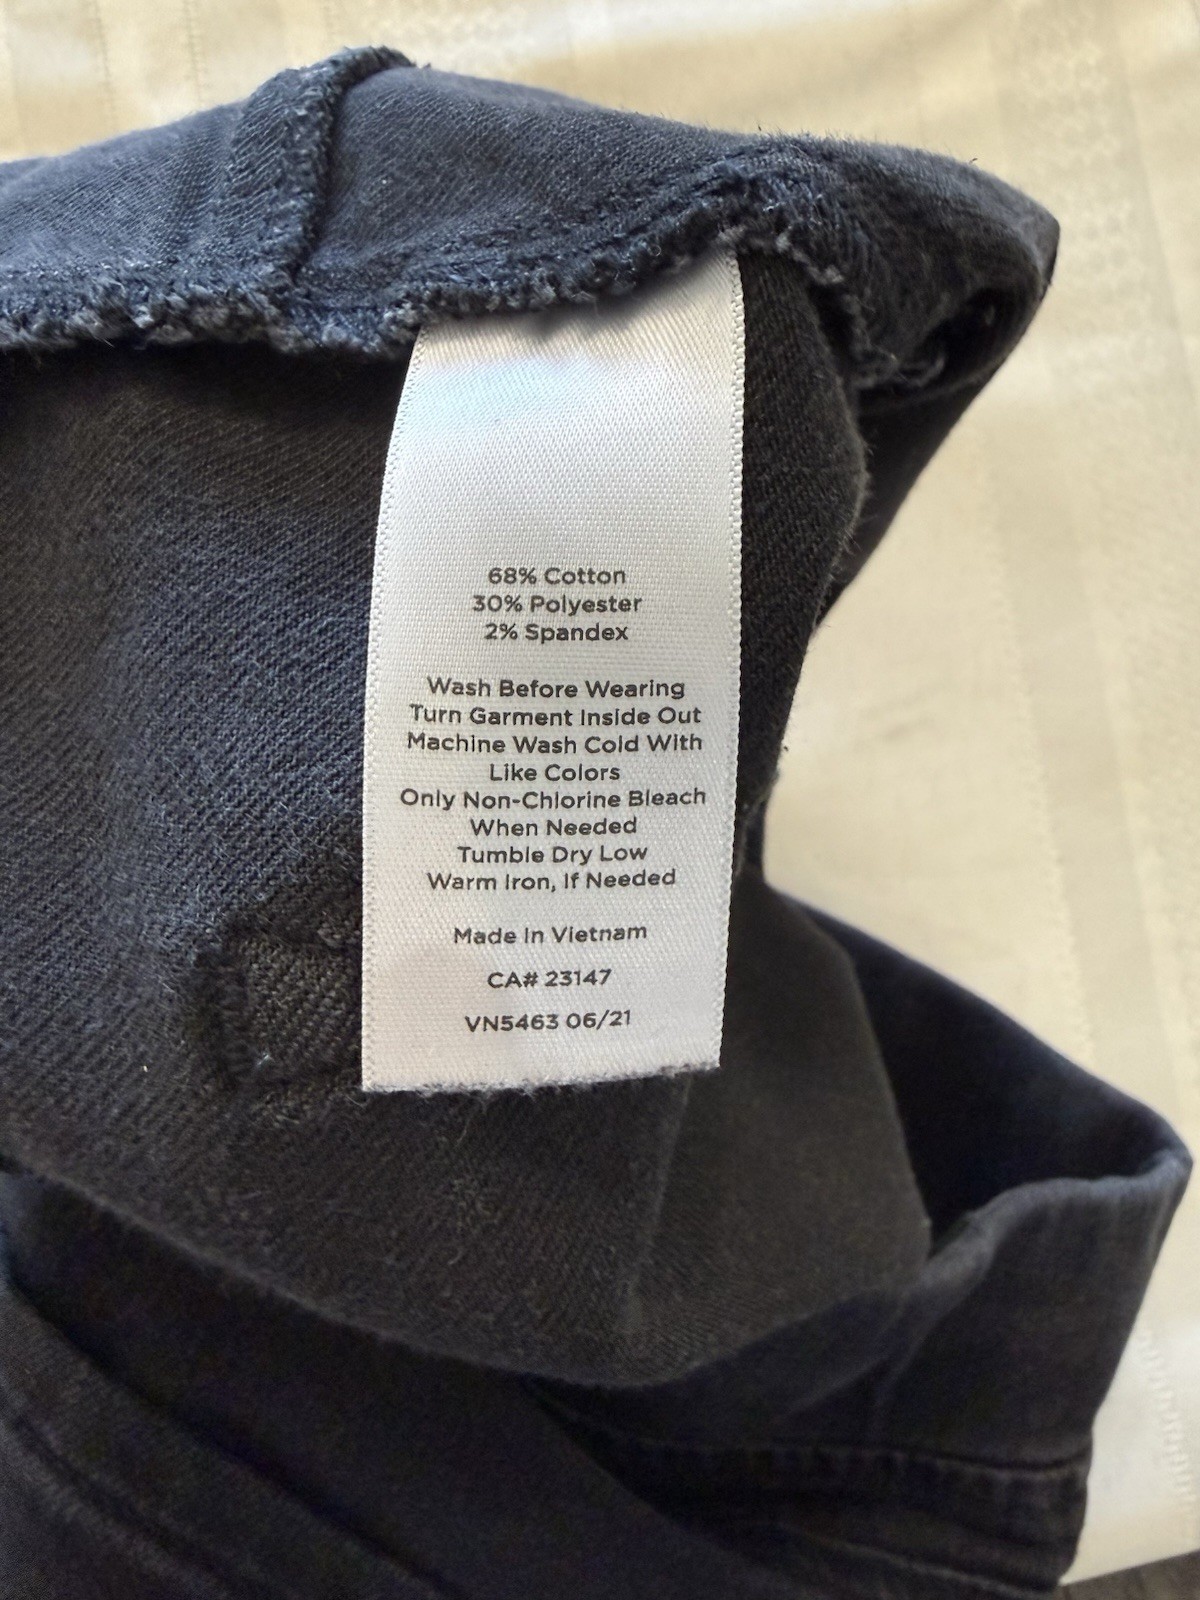 68% Cotton
30% Polyester
2% Spandex
Wash Before Wearing
Turn Garment Inside Out
Machine Wash Cold With
Like Colors
Only Non-Chlorine Bleach
When Needed
Tumble Dry Low
Warm Iron, If Needed
Made In Vietnam
CA# 23147
VN5463 06/21